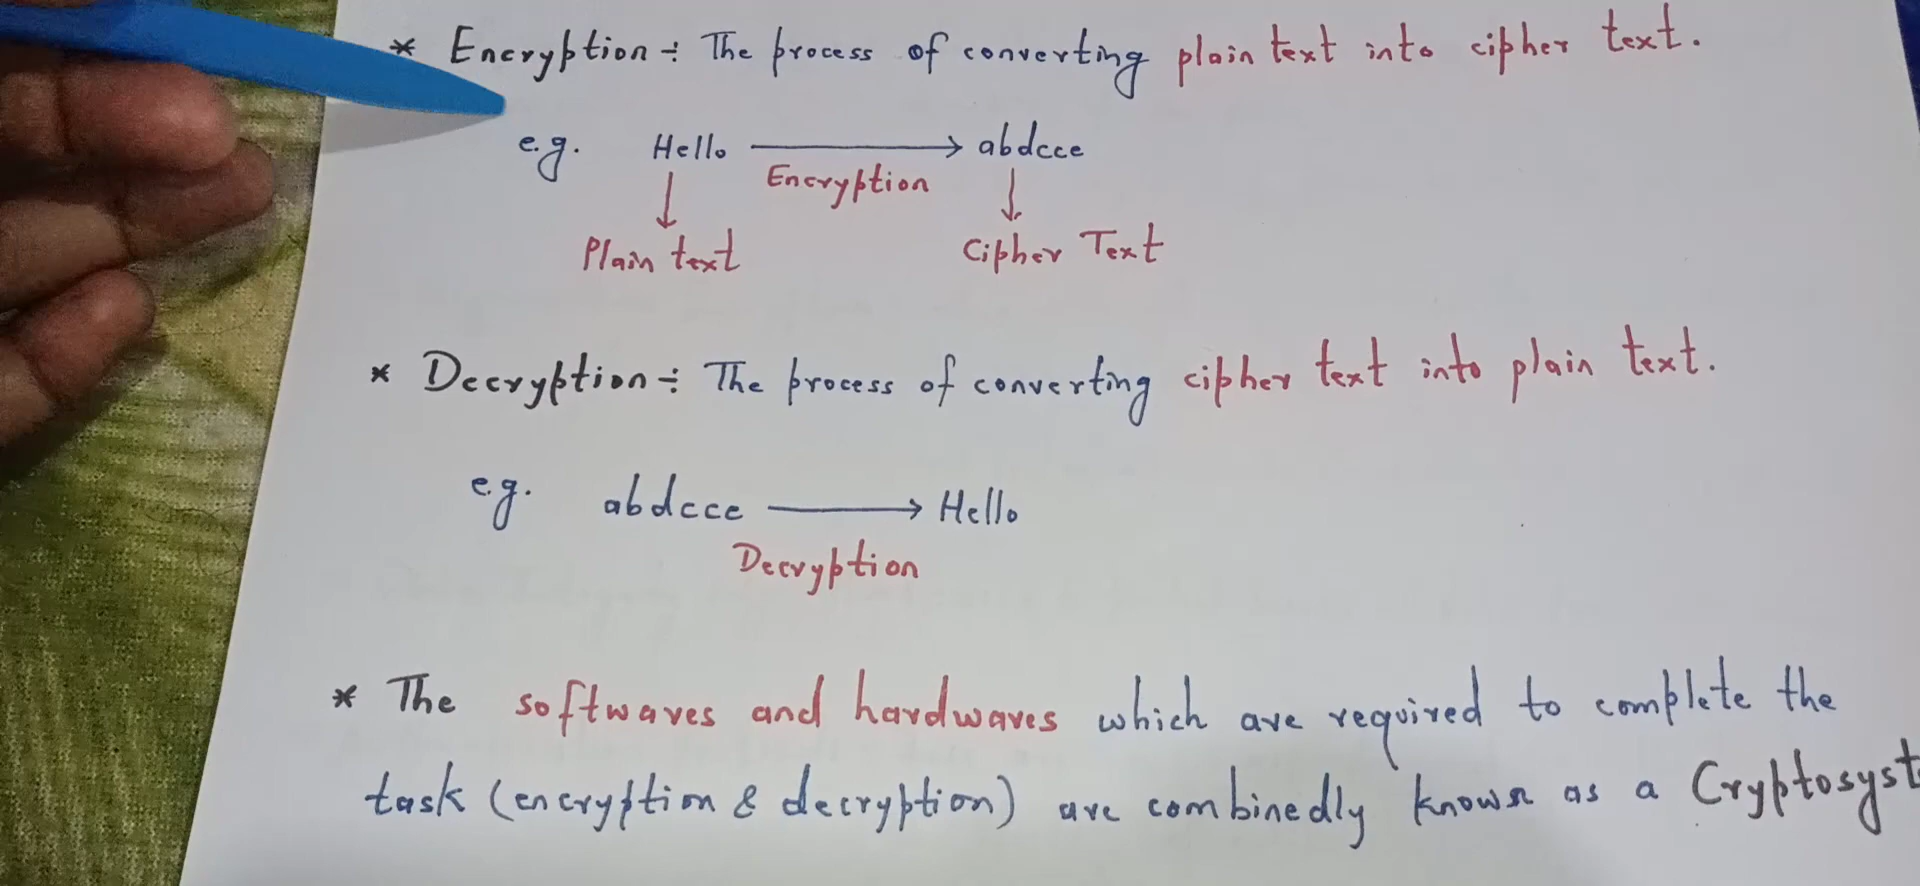 * Encryption :- The process of converting plain text into cipher text.
e.g. Hello → abdcce
Encryption
Plain text Cipher Text
* Decryption :- The process of converting cipher text into plain text.
e.g. abdcce → Hello
Decryption
* The softwares and hardwares which are required to complete the
task (encryption & decryption) are combinedly known as a Cryptosyst